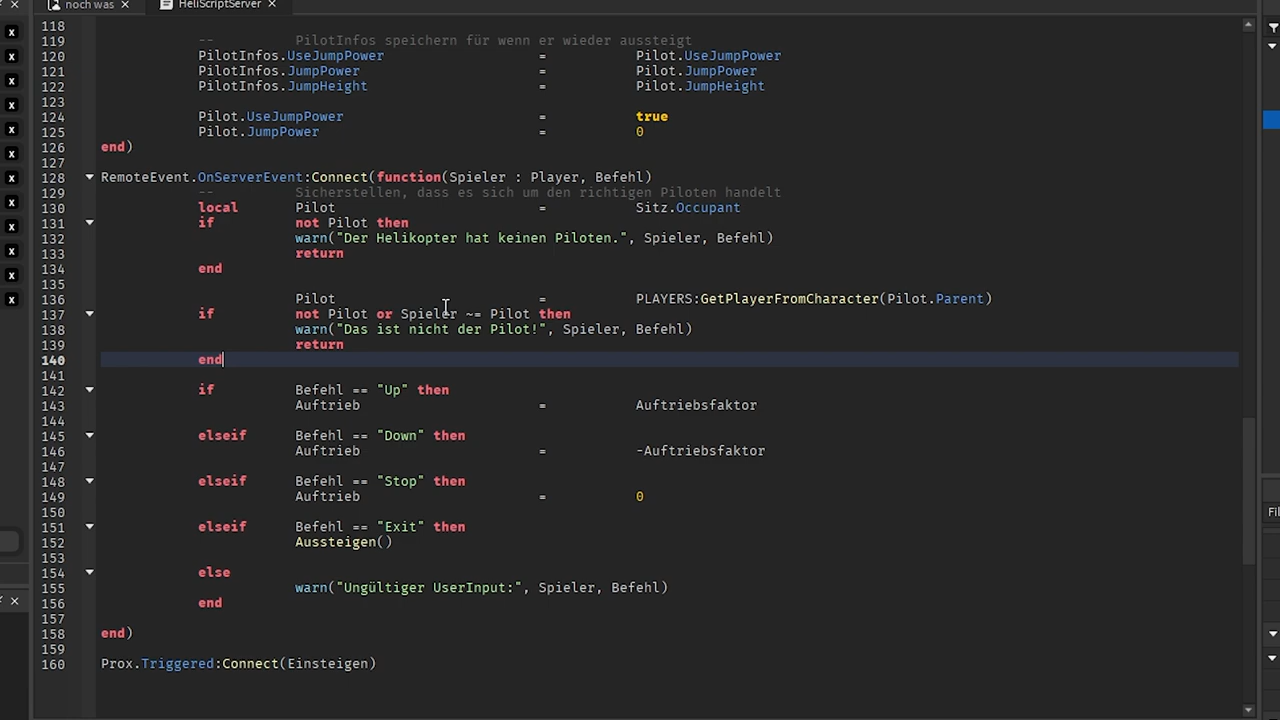 noch was HeliScriptServer
118
119 -- PilotInfos speichern für wenn er wieder aussteigt
120 PilotInfos.UseJumpPower = Pilot.UseJumpPower
121 PilotInfos.JumpPower = Pilot.JumpPower
122 PilotInfos.JumpHeight = Pilot.JumpHeight
123
124 Pilot.UseJumpPower = true
125 Pilot.JumpPower = 0
126 end)
127
128 RemoteEvent.OnServerEvent:Connect(function(Spieler : Player, Befehl)
129 -- Sicherstellen, dass es sich um den richtigen Piloten handelt
130 local Pilot = Sitz.Occupant
131 if not Pilot then
132 warn("Der Helikopter hat keinen Piloten.", Spieler, Befehl)
133 return
134 end
135
136 Pilot = PLAYERS:GetPlayerFromCharacter(Pilot.Parent)
137 if not Pilot or Spieler ~= Pilot then
138 warn("Das ist nicht der Pilot!", Spieler, Befehl)
139 return
140 end
141
142 if Befehl == "Up" then
143 Auftrieb = Auftriebsfaktor
144
145 elseif Befehl == "Down" then
146 Auftrieb = -Auftriebsfaktor
147
148 elseif Befehl == "Stop" then
149 Auftrieb = 0
150
151 elseif Befehl == "Exit" then
152 Aussteigen()
153
154 else
155 warn("Ungültiger UserInput:", Spieler, Befehl)
156 end
157
158 end)
159
160 Prox.Triggered:Connect(Einsteigen)